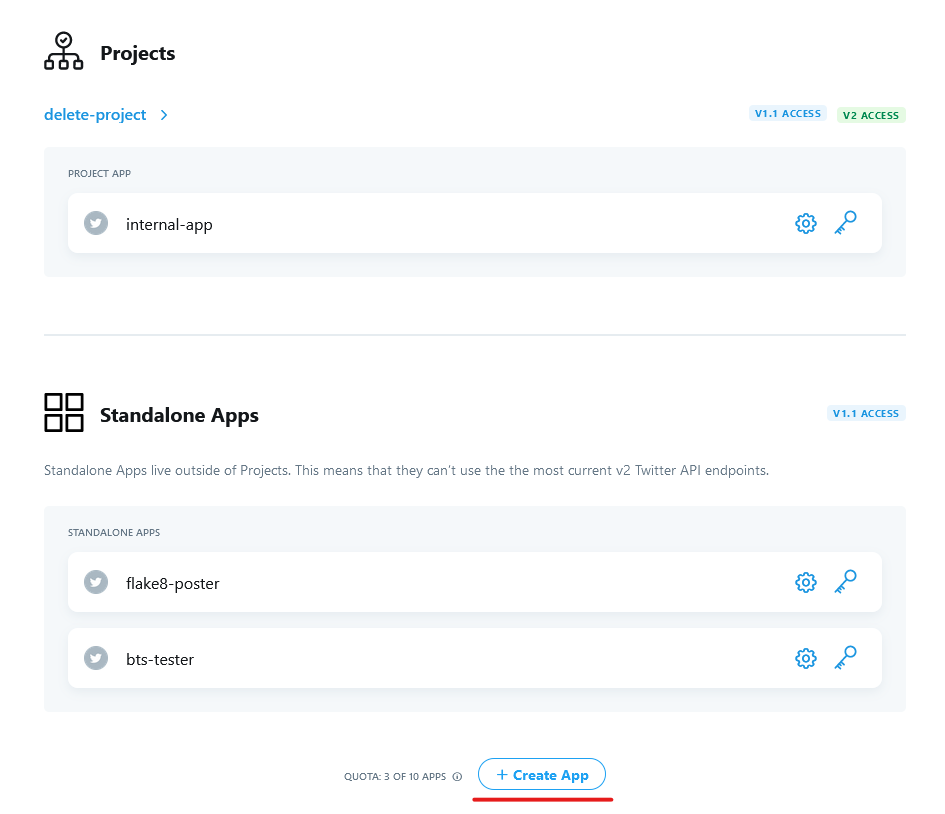 Projects
delete-project
V1.1 ACCESS V2 ACCESS
PROJECT APP
internal-app
Standalone Apps
V1.1 ACCESS
Standalone Apps live outside of Projects. This means that they can't use the the most current v2 Twitter API endpoints.
STANDALONE APPS
flake8-poster
bts-tester
QUOTA: 3 OF 10 APPS
+ Create App